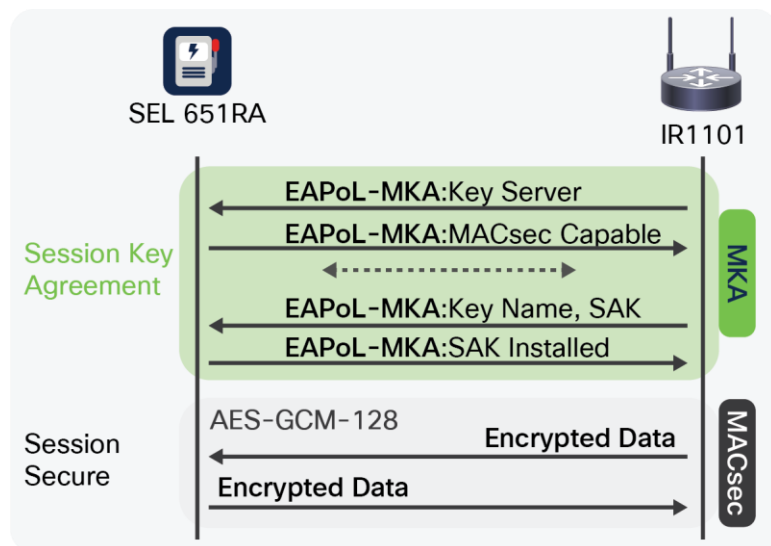 SEL 651RA
IR1101
EAPoL-MKA:Key Server
EAPoL-MKA:MACsec Capable
Session Key
Agreement
MKA
EAPoL-MKA:Key Name, SAK
EAPoL-MKA:SAK Installed
AES-GCM-128
Encrypted Data
Session
Secure
MACsec
Encrypted Data